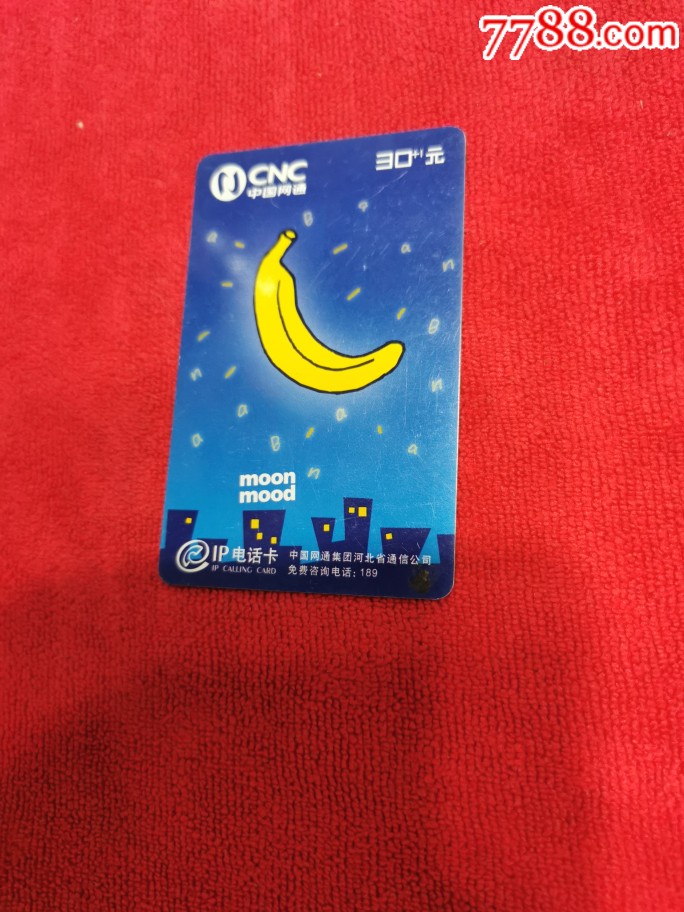 7788.com
CNC
中国网通
30+1元
B a
a a n
n
a B
n
n
a B a
a a n
n
moon
mood
IP电话卡
IP CALLING CARD
中国网通集团河北省通信公司
免费咨询电话:189